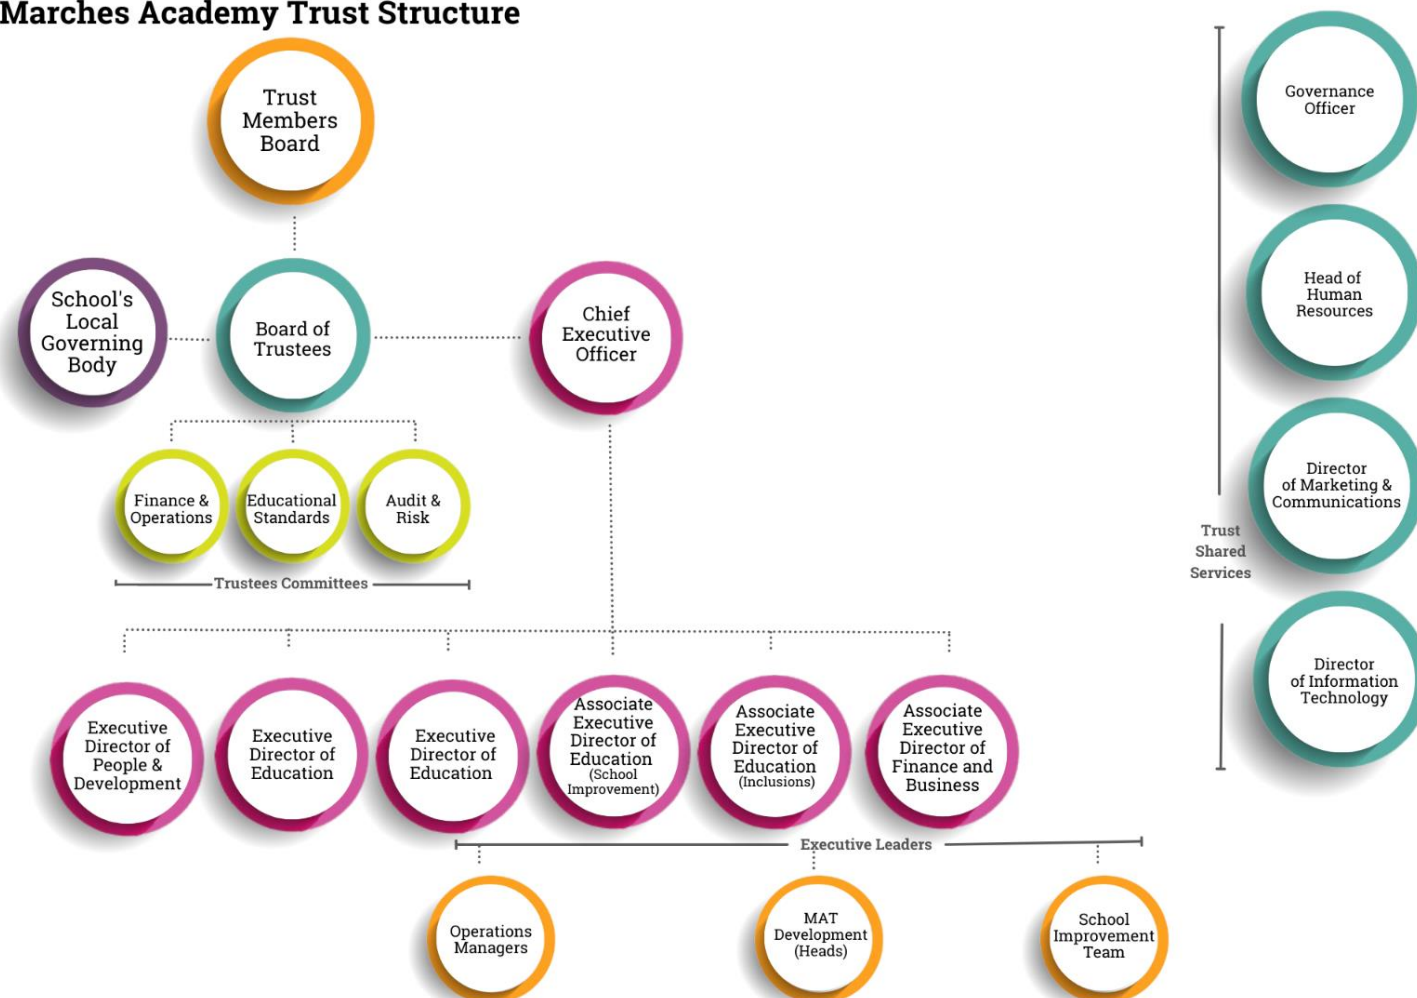 Marches Academy Trust Structure
Trust
Members
Board
School's
Local
Governing
Body
Board of
Trustees
Chief
Executive
Officer
Finance &
Operations
Educational
Standards
Audit &
Risk
Trustees Committees
Executive
Director of
People &
Development
Executive
Director of
Education
Executive
Director of
Education
Associate
Executive
Director of
Education
(School
Improvement)
Associate
Executive
Director of
Education
(Inclusions)
Associate
Executive
Director of
Finance and
Business
Executive Leaders
Operations
Managers
MAT
Development
(Heads)
School
Improvement
Team
Governance
Officer
Head of
Human
Resources
Director
of Marketing &
Communications
Trust
Shared
Services
Director
of Information
Technology